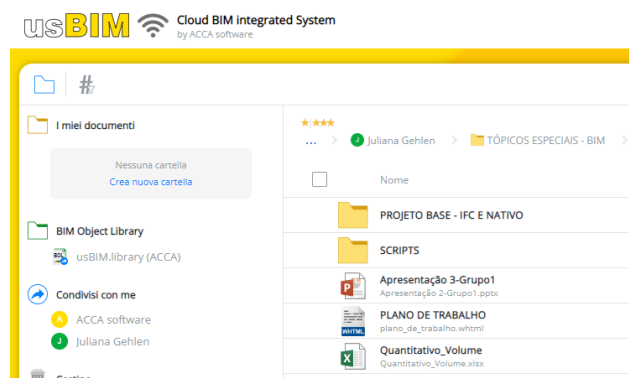 usBIM
Cloud BIM integrated System
by ACCA software
#7
I miei documenti
Nessuna cartella
Crea nuova cartella
BIM Object Library
usBIM.library (ACCA)
Condivisi con me
A ACCA software
J Juliana Gehlen
... > J Juliana Gehlen > TÓPICOS ESPECIAIS - BIM >
Nome
PROJETO BASE - IFC E NATIVO
SCRIPTS
Apresentação 3-Grupo1
Apresentação 2-Grupo1.pptx
PLANO DE TRABALHO
WHTML
plano_de_trabalho.whtml
Quantitativo_Volume
Quantitativo_Volume.xlsx